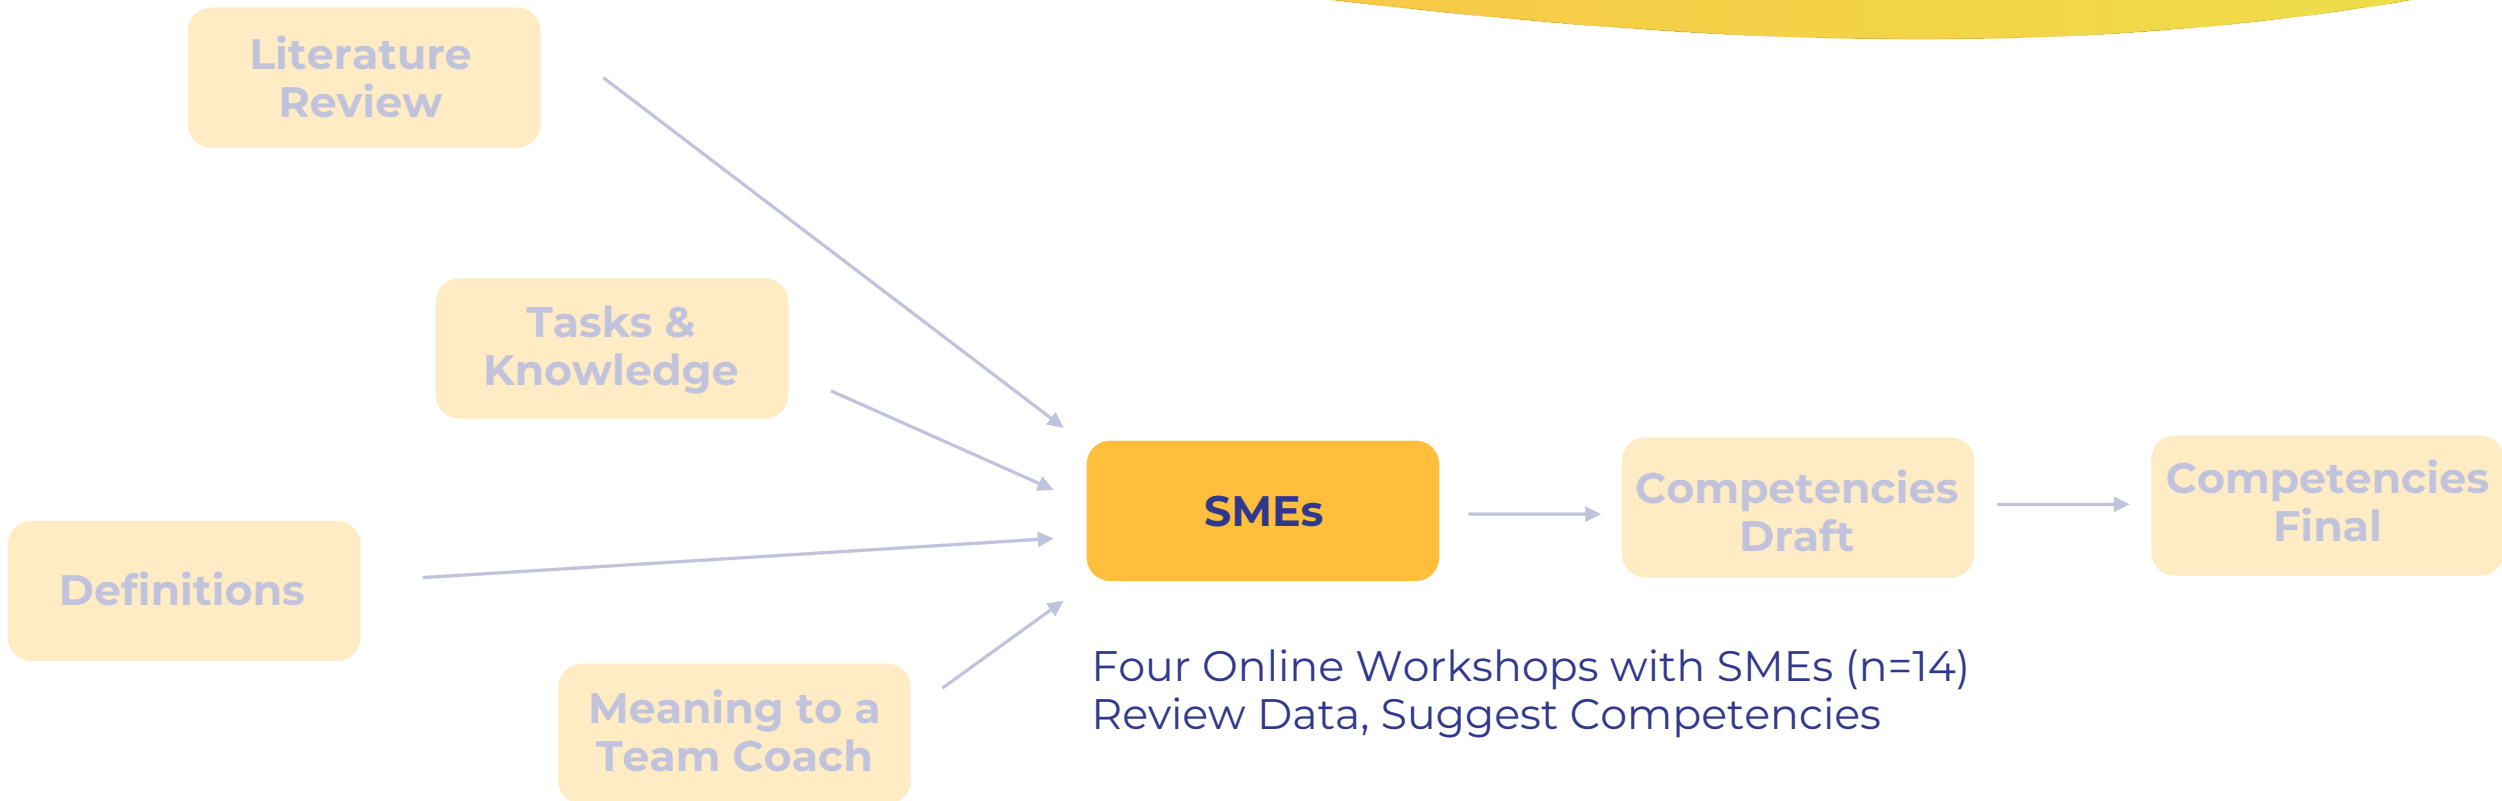 Literature
Review
Tasks &
Knowledge
Definitions
Meaning to a
Team Coach
SMEs
Competencies
Draft
Competencies
Final
Four Online Workshops with SMEs (n=14)
Review Data, Suggest Competencies